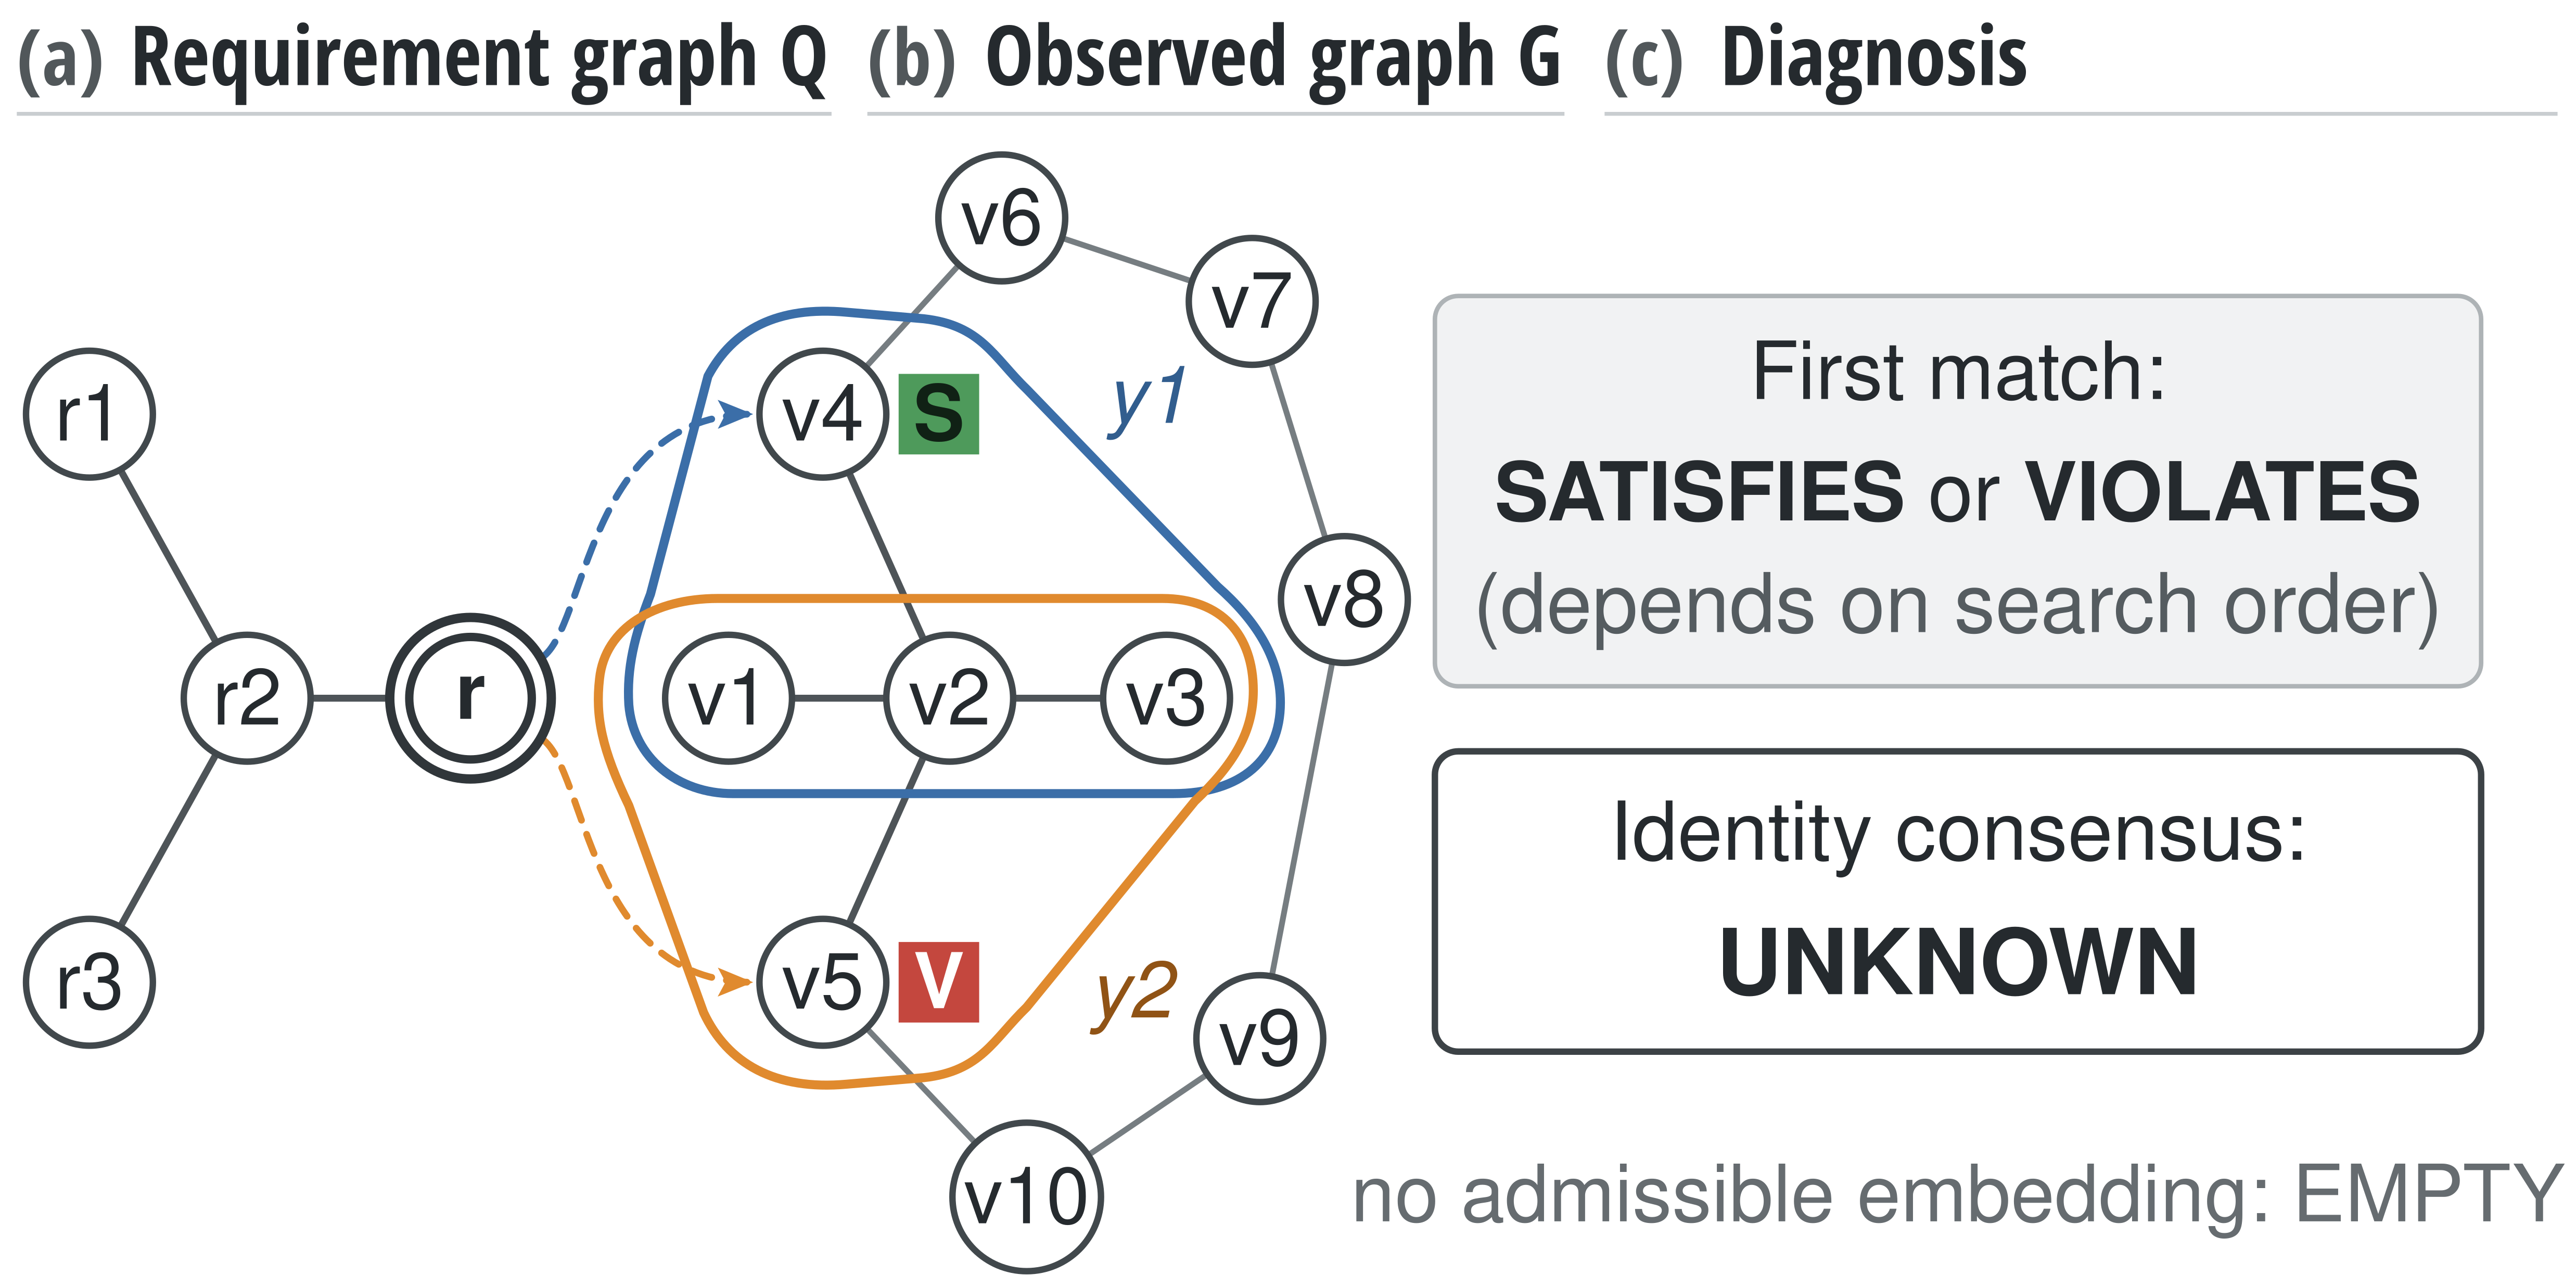 (a) Requirement graph Q
r1
r2
r
r3
(b) Observed graph G
v6
v7
y1
v4 S
v8
v1 v2 v3
v5 V
y2
v9
v10
(c) Diagnosis
First match:
SATISFIES or VIOLATES
(depends on search order)
Identity consensus:
UNKNOWN
no admissible embedding: EMPTY